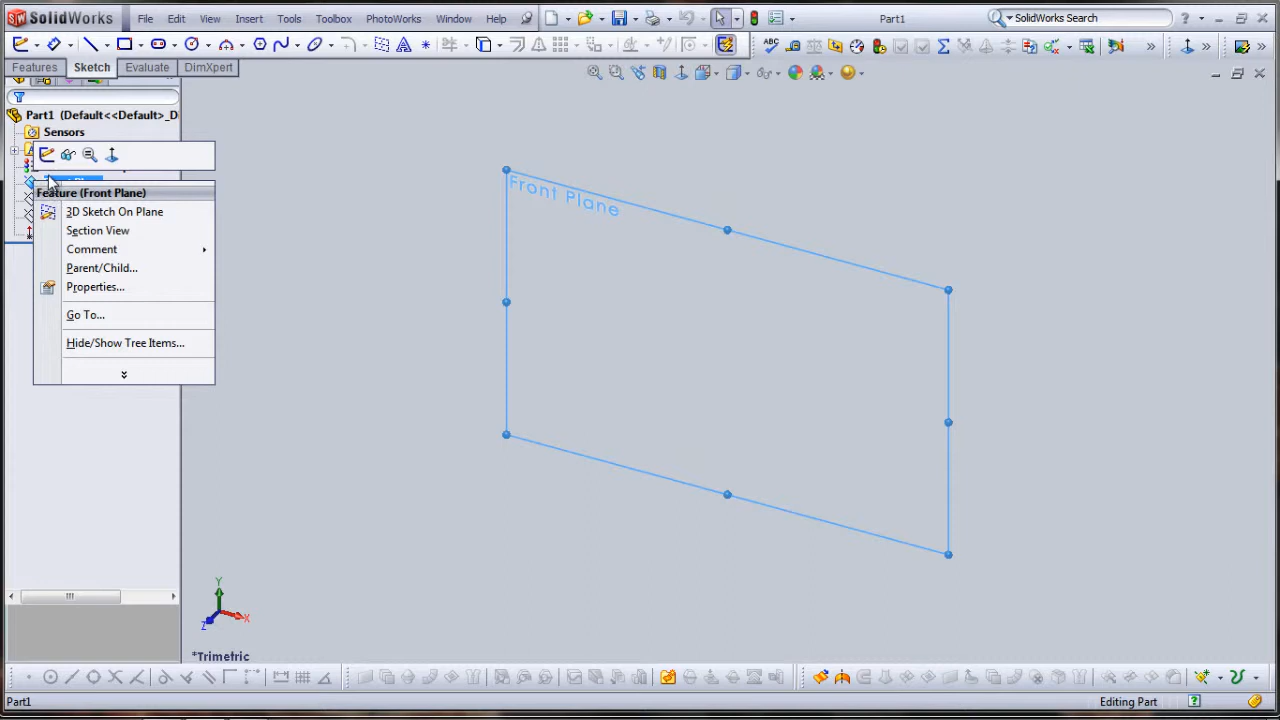 SolidWorks File Edit View Insert Tools Toolbox PhotoWorks Window Help Part1 SolidWorks Search
ABC
Features Sketch Evaluate DimXpert
Part1 (Default<<Default>_D
Sensors
Feature (Front Plane)
3D Sketch On Plane
Section View
Comment
Parent/Child...
Properties...
Go To...
Hide/Show Tree Items...
Front Plane
Y
X
Z
*Trimetric
Part1 Editing Part